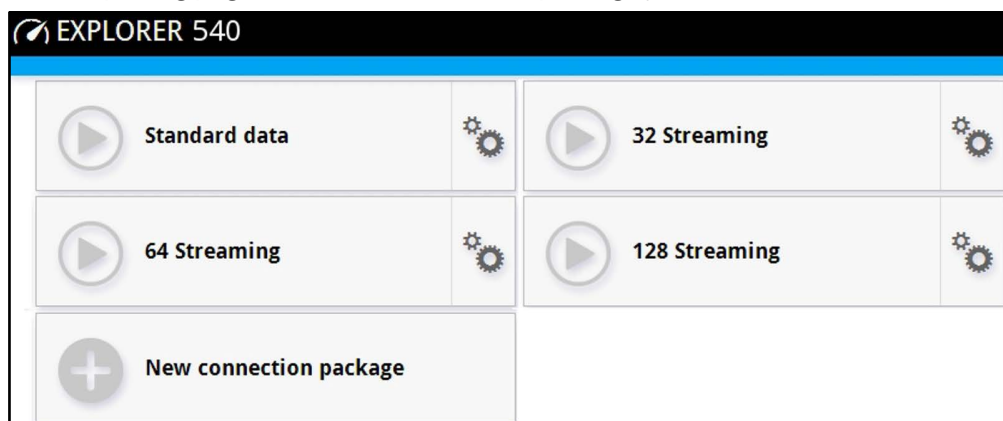 EXPLORER 540
Standard data
32 Streaming
64 Streaming
128 Streaming
New connection package